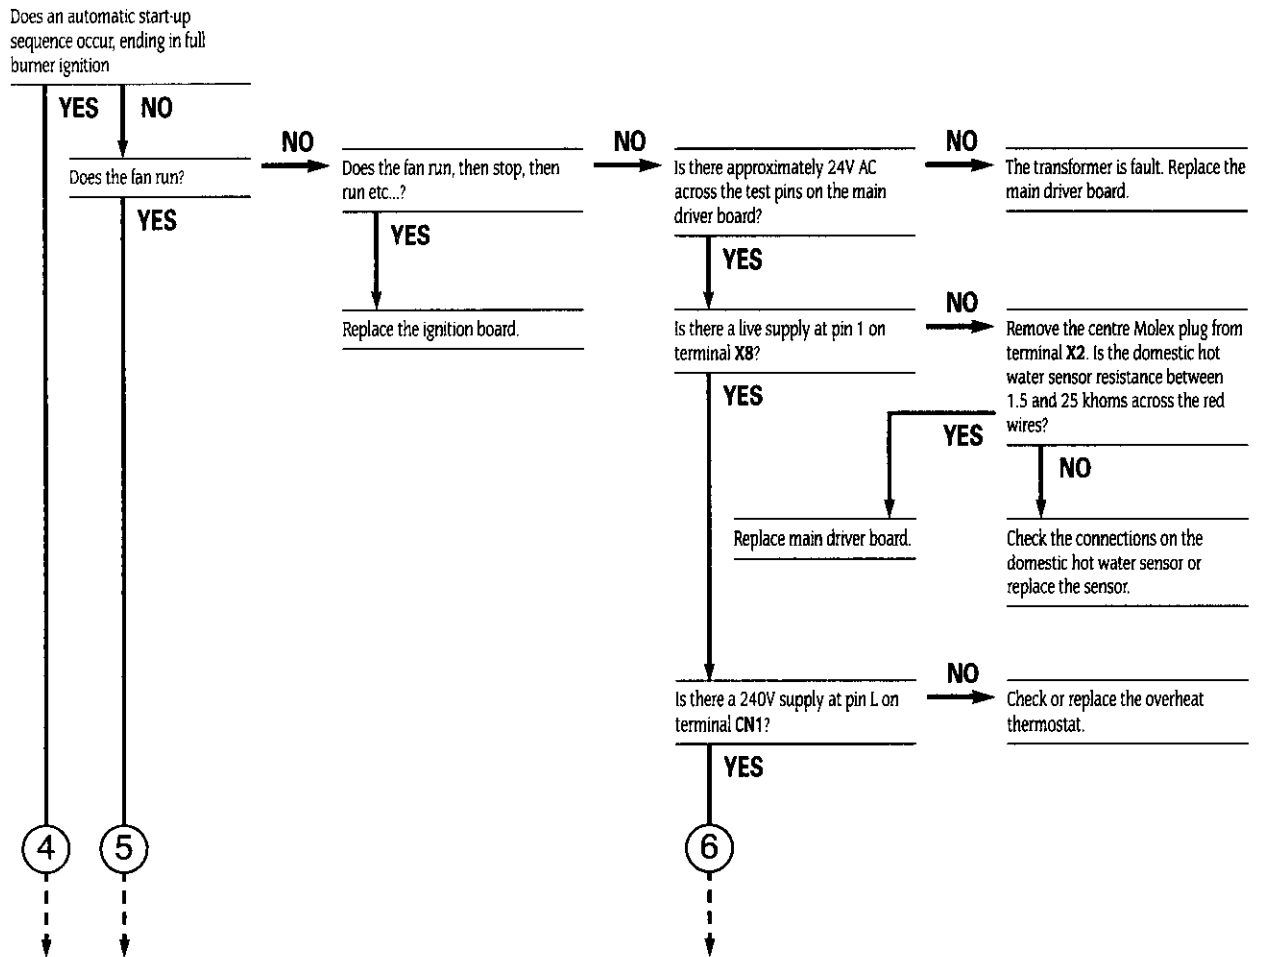 Does an automatic start-up
sequence occur, ending in full
burner ignition
YES
NO
Does the fan run?
YES
NO
Does the fan run, then stop, then
run etc...?
YES
Replace the ignition board.
NO
Is there approximately 24V AC
across the test pins on the main
driver board?
NO
The transformer is fault. Replace the
main driver board.
YES
Is there a live supply at pin 1 on
terminal X8?
NO
Remove the centre Molex plug from
terminal X2. Is the domestic hot
water sensor resistance between
1.5 and 25 khoms across the red
wires?
YES
YES
NO
Replace main driver board.
Check the connections on the
domestic hot water sensor or
replace the sensor.
Is there a 240V supply at pin L on
terminal CN1?
NO
Check or replace the overheat
thermostat.
YES
4
5
6